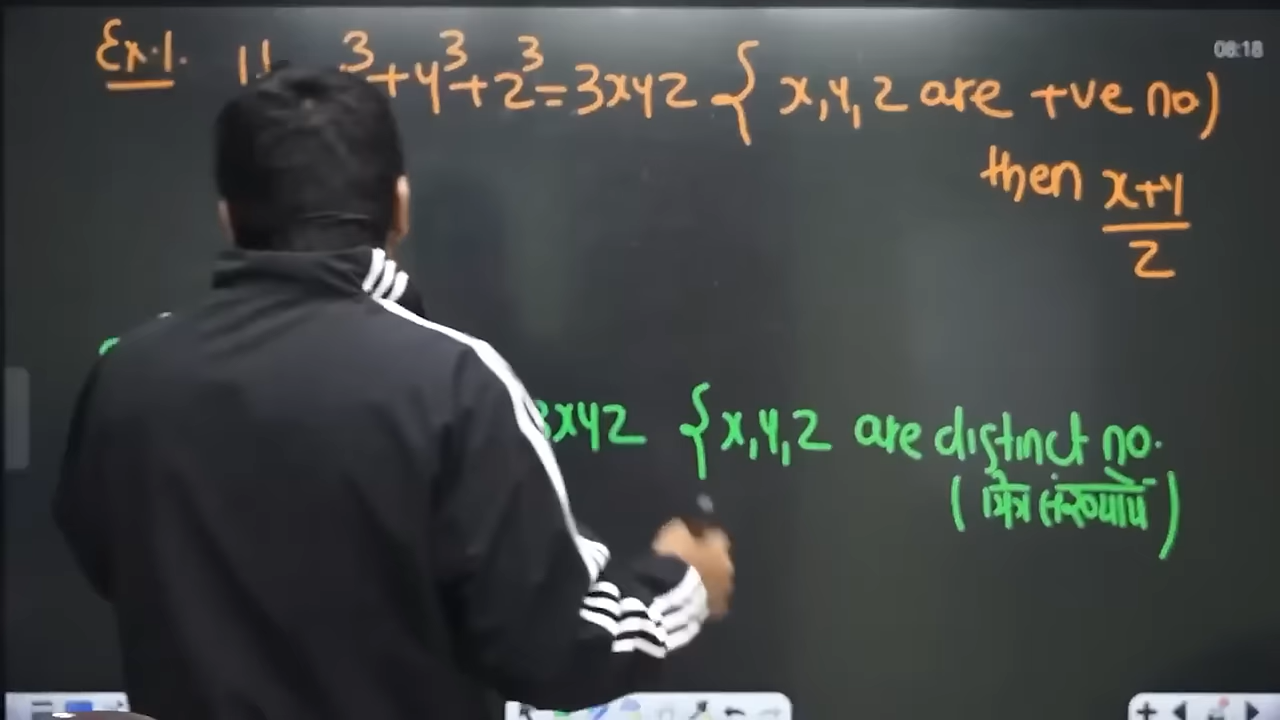 Ex.1. ³+y³+z³=3xyz { x,y,z are +ve no)
08:18
then x+y
z
3xyz { x,y,z are distinct no.